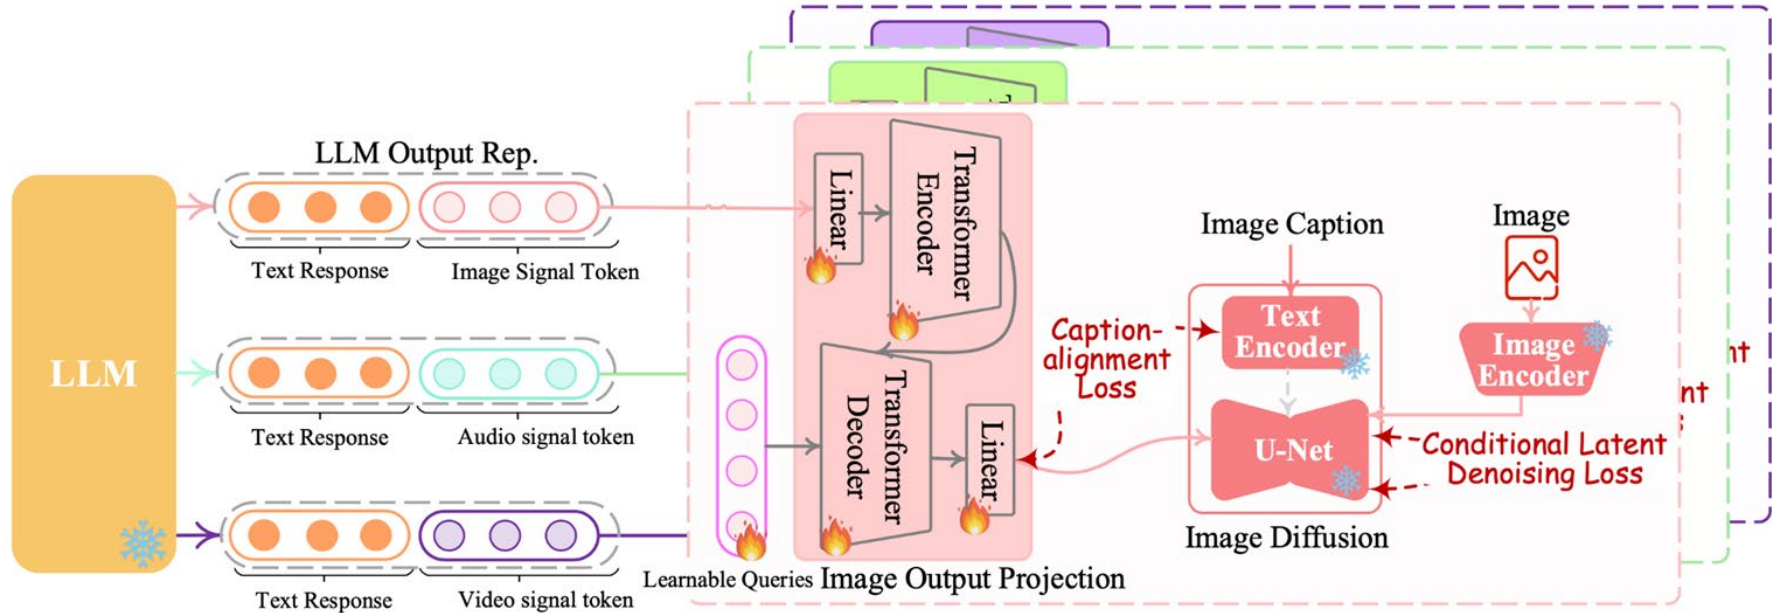 LLM
LLM Output Rep.
Text Response
Image Signal Token
Text Response
Audio signal token
Text Response
Video signal token
Linear
Transformer
Encoder
Learnable Queries
Transformer
Decoder
Linear
Image Output Projection
Caption-
alignment
Loss
Image Caption
Text
Encoder
U-Net
Image Diffusion
Image
Image
Encoder
Conditional Latent
Denoising Loss
nt
nt